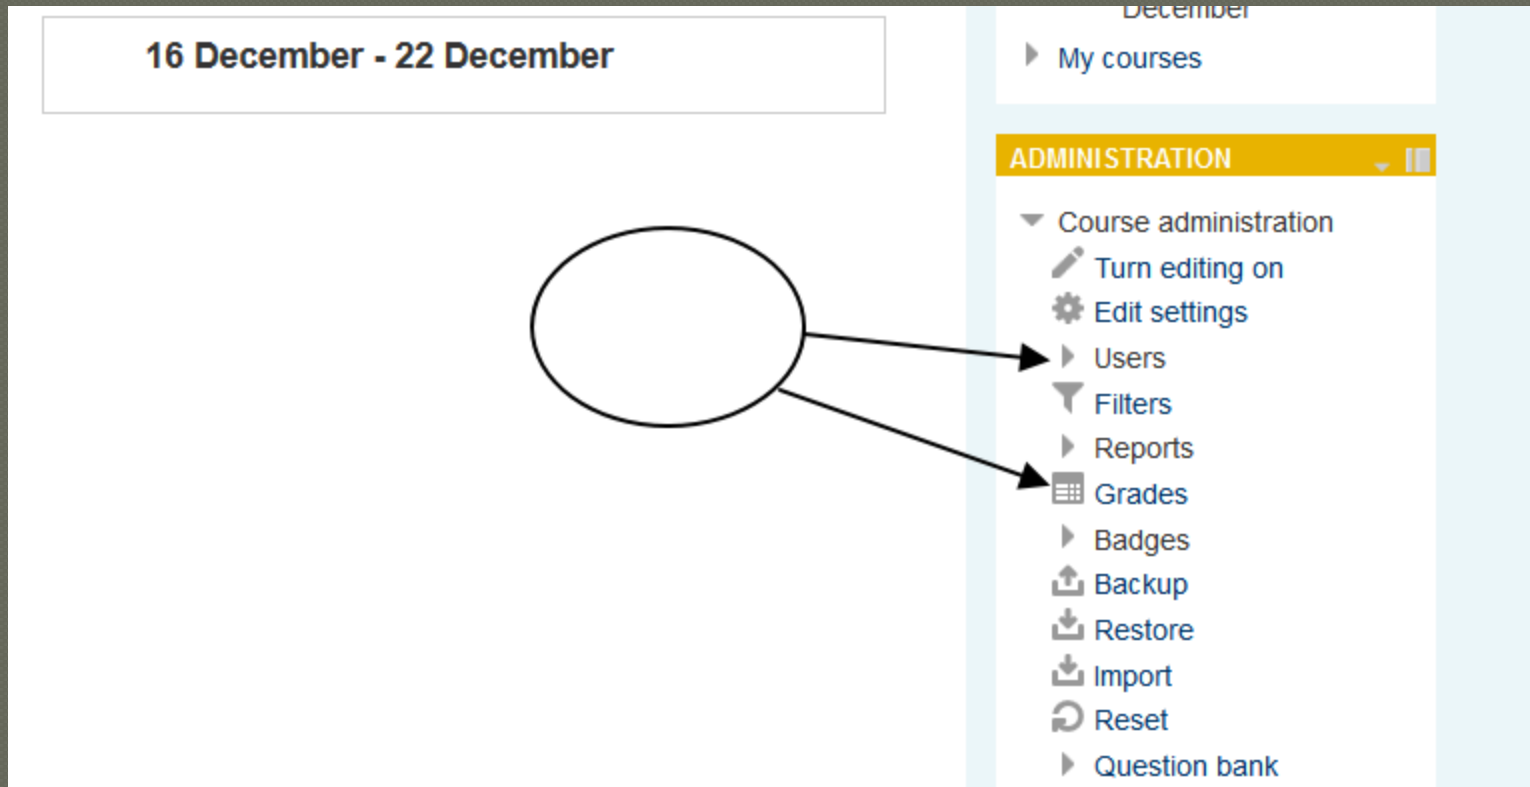 16 December - 22 December
December
My courses
ADMINISTRATION
Course administration
Turn editing on
Edit settings
Users
Filters
Reports
Grades
Badges
Backup
Restore
Import
Reset
Question bank